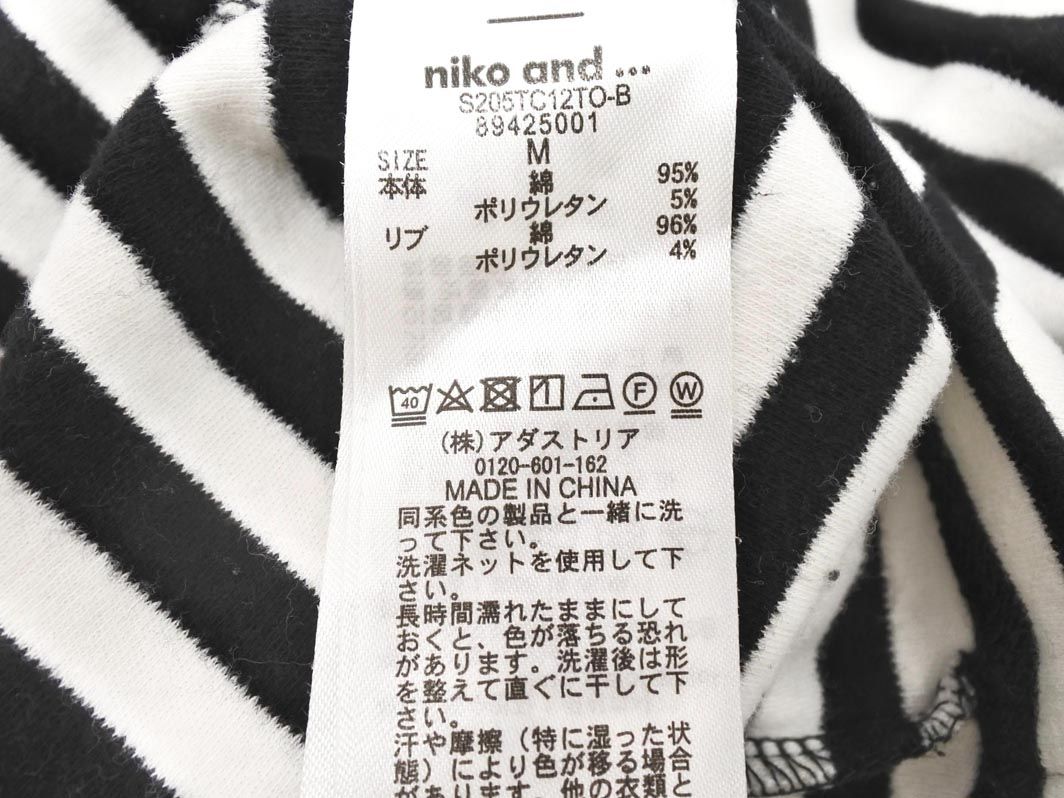 niko and ...
S205TC12TO-B
89425001
SIZE M
本体 綿 95%
ポリウレタン 5%
リブ 綿 96%
ポリウレタン 4%
40 F W
(株)アダストリア
0120-601-162
MADE IN CHINA
同系色の製品と一緒に洗
って下さい。
洗濯ネットを使用して下
さい。
長時間濡れたままにして
おくと、色が落ちる恐れ
があります。洗濯後は形
を整えて直ぐに干して下
さい。
汗や摩擦(特に湿った状
態)により色が移る場合
があります。他の衣類と